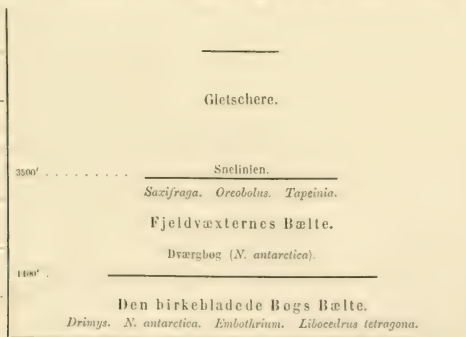 Gletschere.
3500' . . . . . . . . . Snelinien.
Saxifraga. Oreobolus. Tapeinia.
Fjeldvæxternes Bælte.
Dværgbøg (N. antarctica).
1400' .
Den birkebladede Bøgs Bælte.
Drimys. N. antarctica. Embothrium. Libocedrus tetragona.